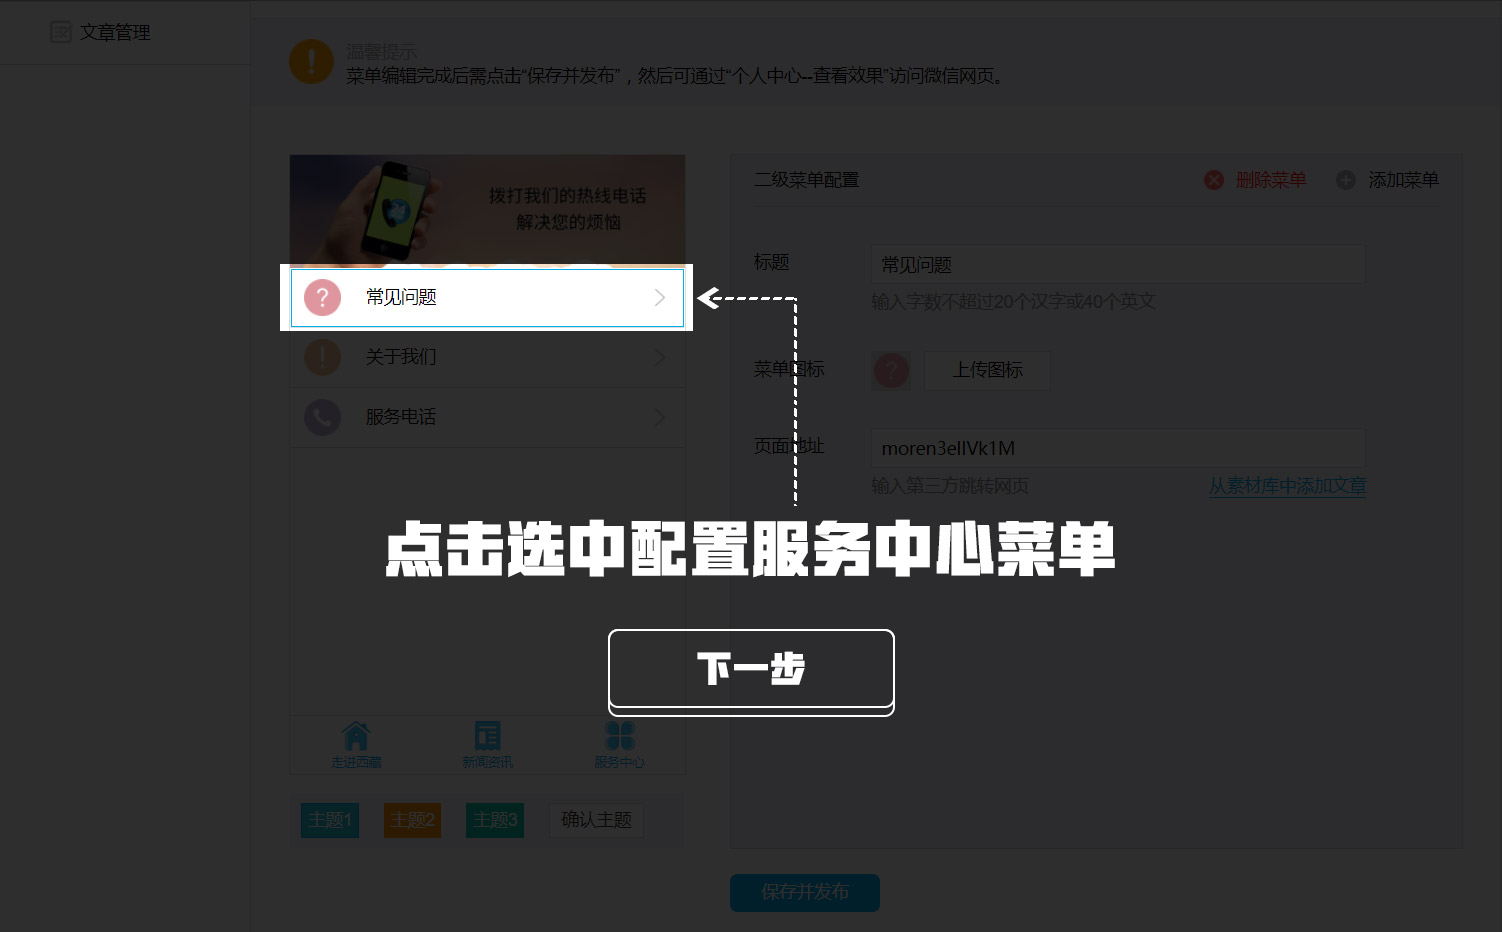 文章管理
温馨提示
菜单编辑完成后需点击“保存并发布”，然后可通过“个人中心--查看效果”访问微信网页。
拨打我们的热线电话
解决您的烦恼
常见问题
关于我们
服务电话
二级菜单配置
删除菜单
添加菜单
标题
常见问题
输入字数不超过20个汉字或40个英文
菜单图标
上传图标
页面地址
moren3ellVk1M
输入第三方跳转网页
从素材库中添加文章
点击选中配置服务中心菜单
下一步
走进西藏
新闻资讯
服务中心
主题1
主题2
主题3
确认主题
保存并发布